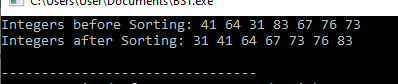 C:\Users\User\Documents\BST.exe
Integers before Sorting: 41 64 31 83 67 76 73
Integers after Sorting: 31 41 64 67 73 76 83
--------------------------------